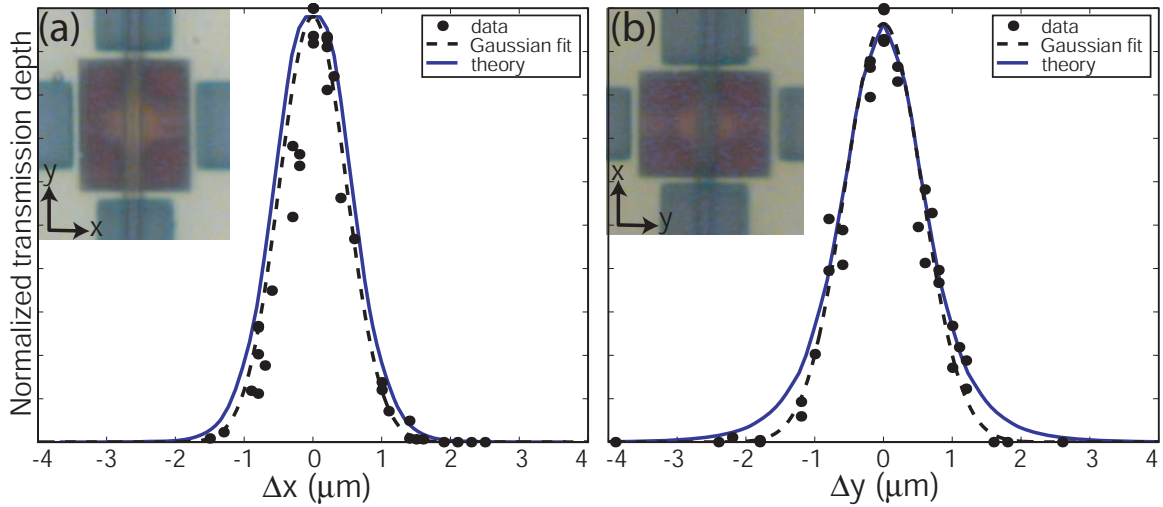 (a)
data
Gaussian fit
theory
y
x
Normalized transmission depth
-4 -3 -2 -1 0 1 2 3 4
Δx (μm)
(b)
data
Gaussian fit
theory
x
y
-4 -3 -2 -1 0 1 2 3 4
Δy (μm)